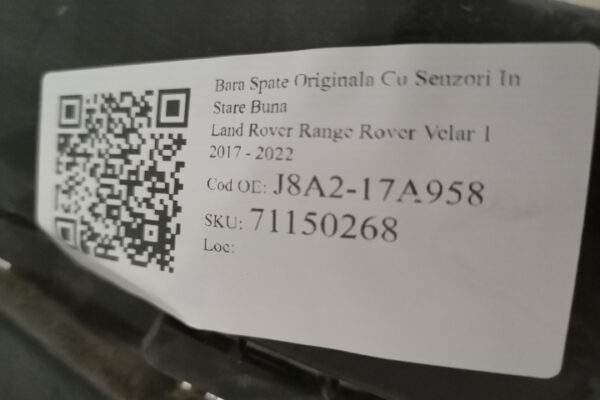 Bara Spate Originala Cu Senzori In
Stare Buna
Land Rover Range Rover Velar I
2017 - 2022
Cod OE: J8A2-17A958
SKU: 71150268
Loc: